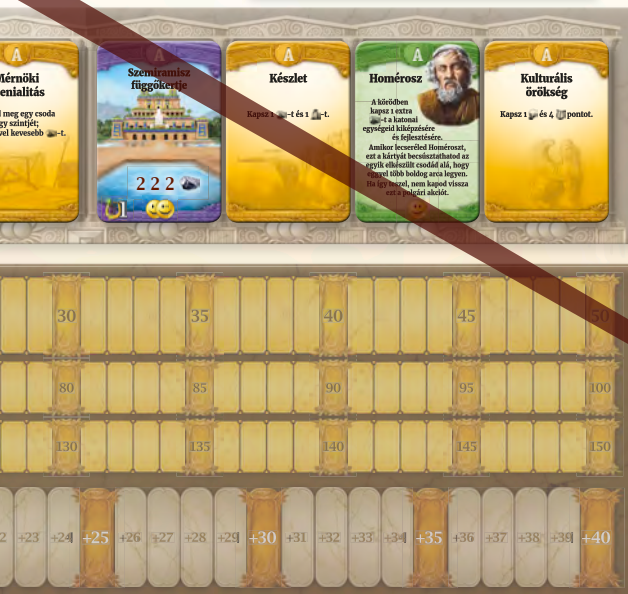 A
Mérnöki
zenialitás
l meg egy csoda
gy szintjét;
vel kevesebb -t.
A
Szemiramisz
függőkertje
2 2 2
A
Készlet
Kapsz 1 -t és 1 -t.
A
Homérosz
A körödben
kapsz 1 extra
-t a katonai
egységeid kiképzésére
és fejlesztésére.
Amikor lecseréled Homéroszt,
ezt a kártyát becsúsztathatod az
egyik elkészült csodád alá, hogy
eggyel több boldog arca legyen.
Ha így teszel, nem kapod vissza
ezt a polgári akciót.
A
Kulturális
örökség
Kapsz 1 és 4 pontot.
30 35 40 45 50
80 85 90 95 100
130 135 140 145 150
2 +23 +24 +25 +26 +27 +28 +29 +30 +31 +32 +33 +34 +35 +36 +37 +38 +39 +40